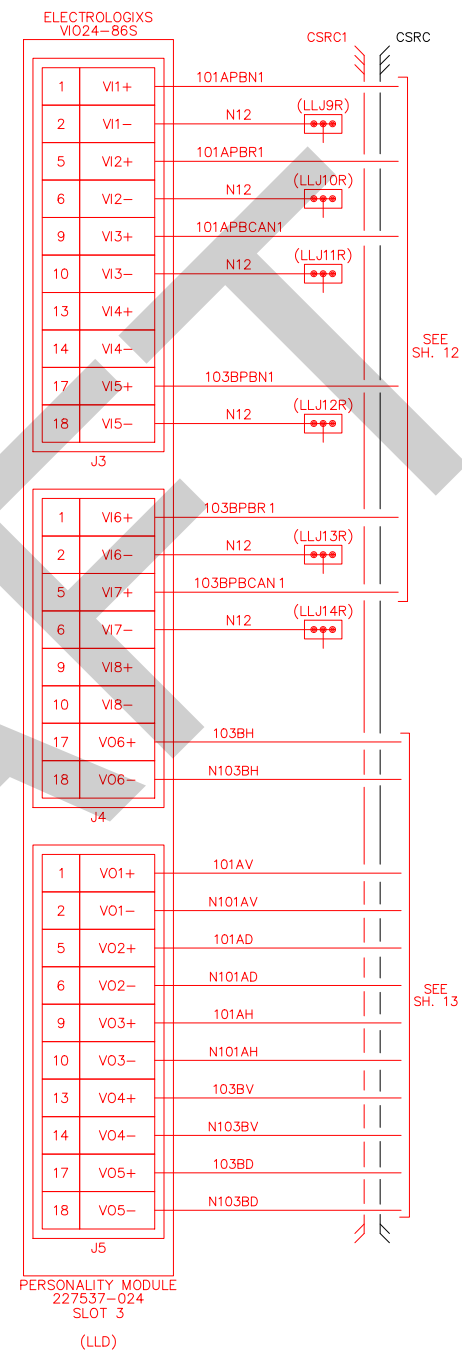 ELECTROLOGIXS
VIO24-86S
CSRC1
CSRC
1 VI1+ 101APBN1
2 VI1- N12 (LLJ9R)
5 VI2+ 101APBR1
6 VI2- N12 (LLJ10R)
9 VI3+ 101APBCAN1
10 VI3- N12 (LLJ11R)
13 VI4+
14 VI4-
17 VI5+ 103BPBN1
18 VI5- N12 (LLJ12R)
J3
SEE
SH. 12
1 VI6+ 103BPBR1
2 VI6- N12 (LLJ13R)
5 VI7+ 103BPBCAN1
6 VI7- N12 (LLJ14R)
9 VI8+
10 VI8-
17 VO6+ 103BH
18 VO6- N103BH
J4
1 VO1+ 101AV
2 VO1- N101AV
5 VO2+ 101AD
6 VO2- N101AD
9 VO3+ 101AH
10 VO3- N101AH
13 VO4+ 103BV
14 VO4- N103BV
17 VO5+ 103BD
18 VO5- N103BD
J5
SEE
SH. 13
PERSONALITY MODULE
227537-024
SLOT 3
(LLD)